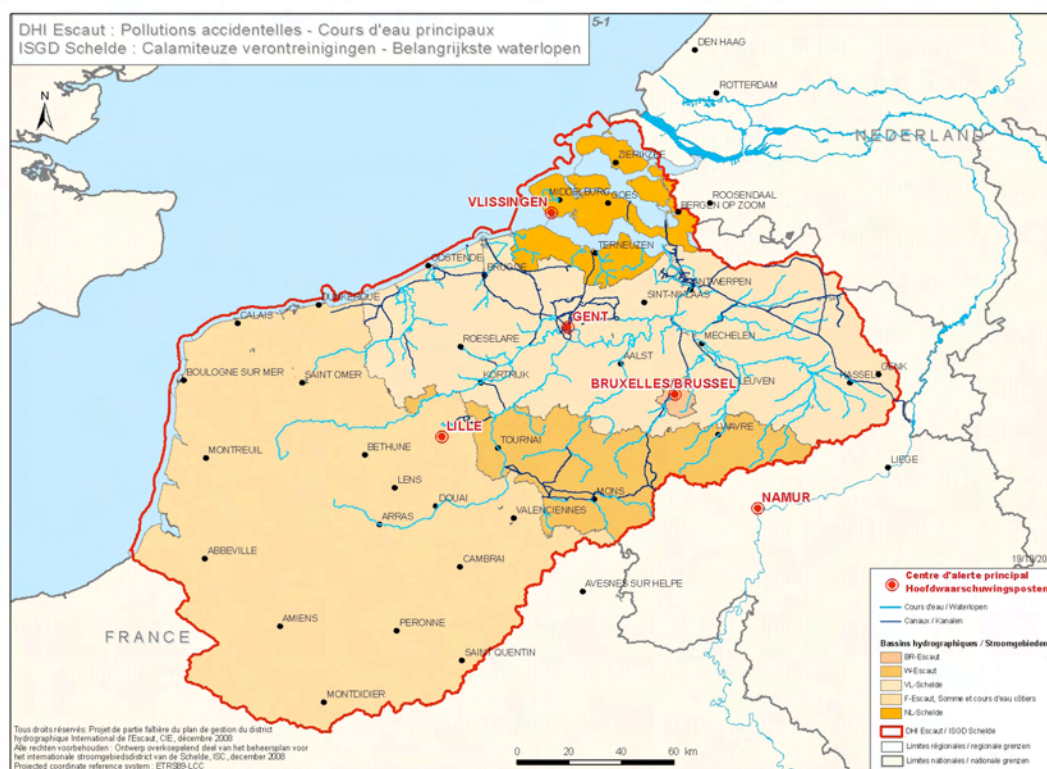 DHI Escaut : Pollutions accidentelles - Cours d'eau principaux
ISGD Schelde : Calamiteuze verontreinigingen - Belangrijkste waterlopen
5-1
N
DEN HAAG
ROTTERDAM
NEDERLAND
ZIERIKZEE
MIDDELBURG
GOES
ROOSENDAAL
BERGEN OP ZOOM
VLISSINGEN
TERNEUZEN
OOSTENDE
BRUGGE
ANTWERPEN
SINT-NIKLAAS
DUNKERQUE
CALAIS
GENT
ROESELARE
MECHELEN
AALST
BOULOGNE SUR MER
SAINT OMER
KORTRIJK
BRUXELLES/BRUSSEL
LEUVEN
HASSEL
GENK
LILLE
TOURNAI
WAVRE
MONTREUIL
BETHUNE
LIEGE
LENS
MONS
NAMUR
DOUAI
ARRAS
VALENCIENNES
ABBEVILLE
CAMBRAI
AVESNES SUR HELPE
19/10/20
FRANCE
AMIENS
PERONNE
SAINT QUENTIN
MONTDIDIER
Centre d'alerte principal
Hoofdwaarschuwingsposten
Cours d'eau / Waterlopen
Canaux / Kanalen
Bassins hydrographiques / Stroomgebieden
BR-Escaut
W-Escaut
VL-Schelde
F-Escaut, Somme et cours d'eau côtiers
NL-Schelde
DHI Escaut / ISGD Schelde
Limites régionales / regionale grenzen
Limites nationales / nationale grenzen
Tous droits réservés: Projet de partie faîtière du plan de gestion du district
hydrographique International de l'Escaut, CIE, décembre 2008
Alle rechten voorbehouden : Ontwerp overkoepelend deel van het beheersplan voor
het internationale stroomgebiedsdistrict van de Schelde, ISC, december 2008
Projected coordinate reference system : ETRS89-LCC
0 20 40 60 km